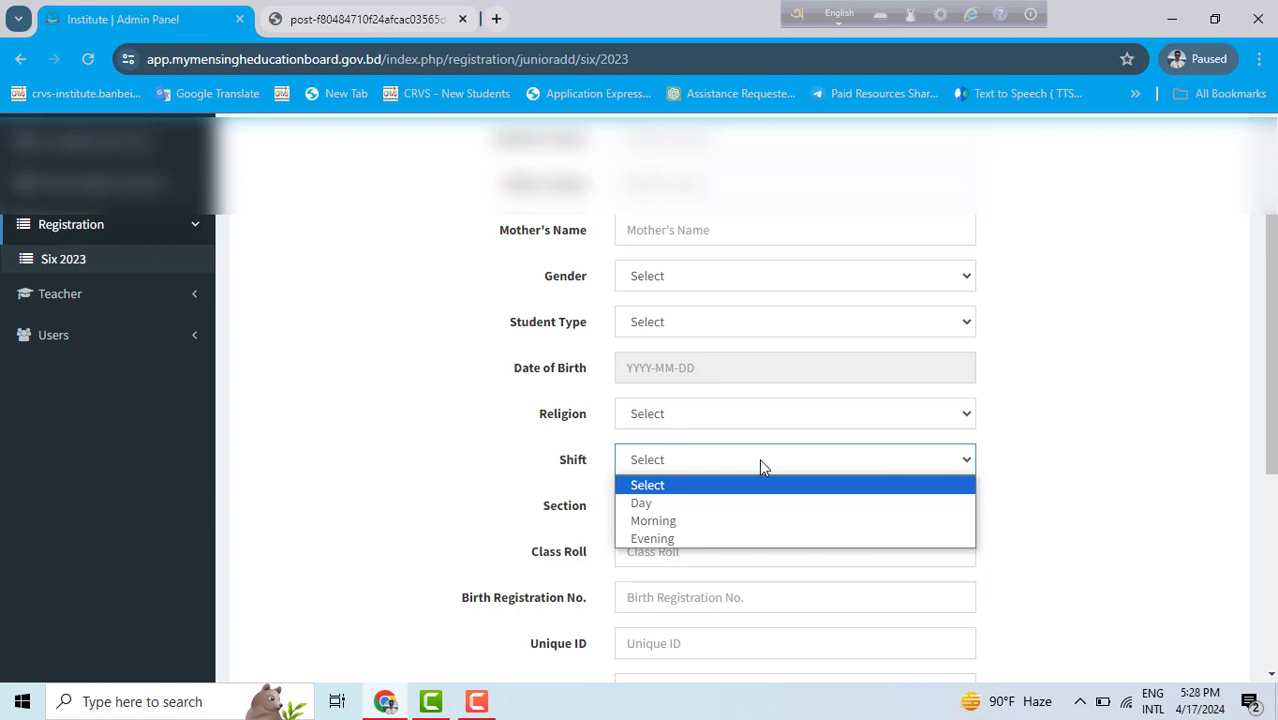 Institute | Admin Panel
post-f80484710f24afcac03565d
English
app.mymensingheducationboard.gov.bd/index.php/registration/junioradd/six/2023
Paused
crvs-institute.banbei...
Google Translate
New Tab
CRVS - New Students
Application Express...
Assistance Requeste...
Paid Resources Shar...
Text to Speech ( TTS...
All Bookmarks
Registration
Six 2023
Teacher
Users
Mother's Name
Mother's Name
Gender
Select
Student Type
Select
Date of Birth
YYYY-MM-DD
Religion
Select
Shift
Select
Select
Day
Morning
Evening
Section
Class Roll
Class Roll
Birth Registration No.
Birth Registration No.
Unique ID
Unique ID
Type here to search
90°F Haze
ENG
INTL
5:28 PM
4/17/2024
2